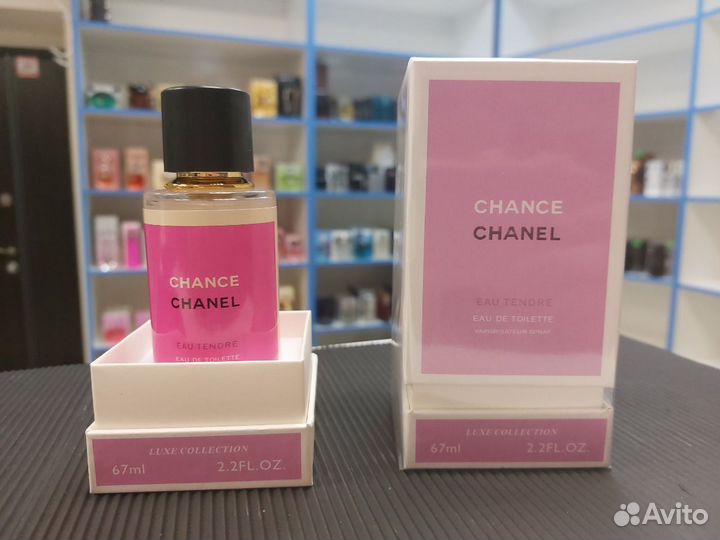 CHANCE
CHANEL
EAU TENDRE
EAU DE TOILETTE
LUXE COLLECTION
67ml 2.2FL.OZ.
CHANCE
CHANEL
EAU TENDRE
EAU DE TOILETTE
VAPORISATEUR SPRAY
LUXE COLLECTION
67ml 2.2FL.OZ.
Avito